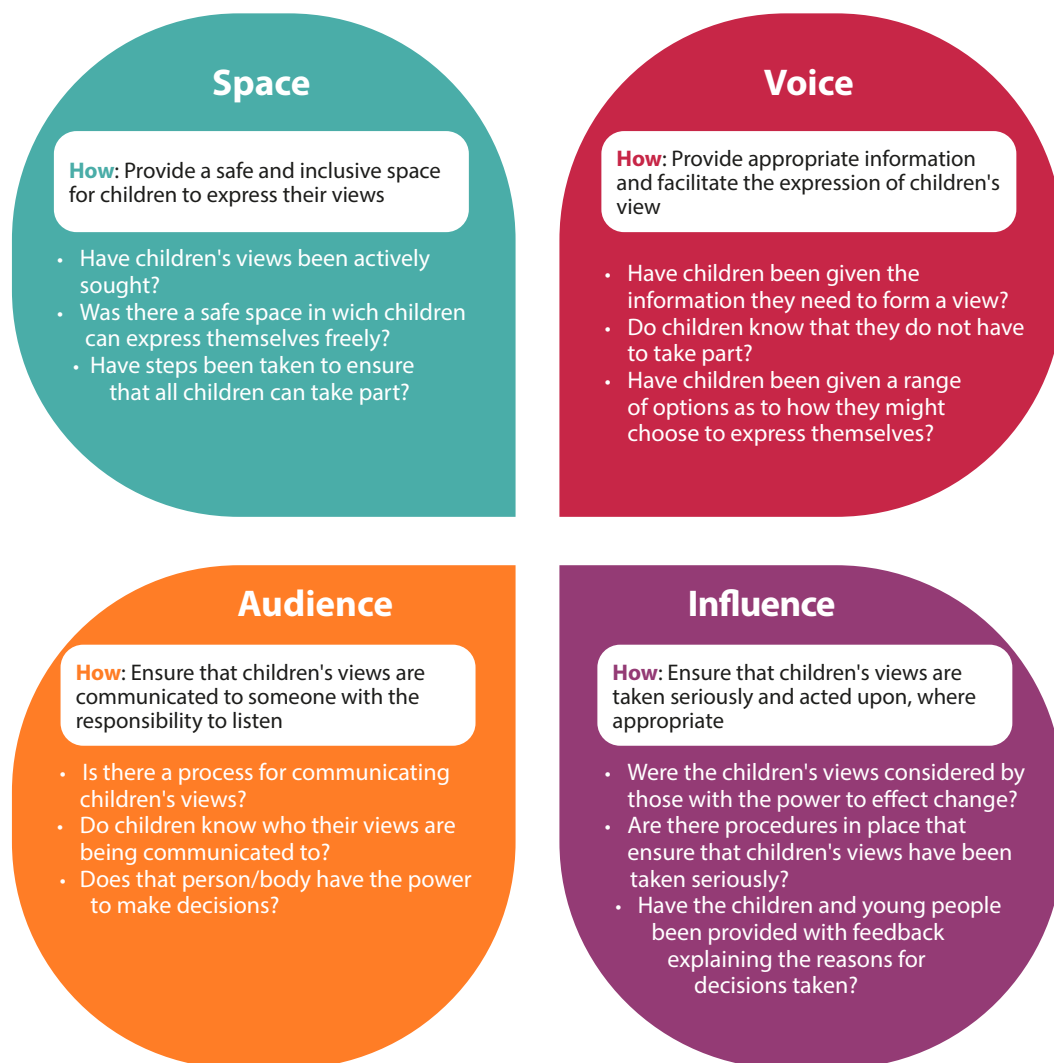 Space
How: Provide a safe and inclusive space
for children to express their views
• Have children's views been actively
sought?
• Was there a safe space in wich children
can express themselves freely?
• Have steps been taken to ensure
that all children can take part?
Voice
How: Provide appropriate information
and facilitate the expression of children's
view
• Have children been given the
information they need to form a view?
• Do children know that they do not have
to take part?
• Have children been given a range
of options as to how they might
choose to express themselves?
Audience
How: Ensure that children's views are
communicated to someone with the
responsibility to listen
• Is there a process for communicating
children's views?
• Do children know who their views are
being communicated to?
• Does that person/body have the power
to make decisions?
Influence
How: Ensure that children's views are
taken seriously and acted upon, where
appropriate
• Were the children's views considered by
those with the power to effect change?
• Are there procedures in place that
ensure that children's views have been
taken seriously?
• Have the children and young people
been provided with feedback
explaining the reasons for
decisions taken?